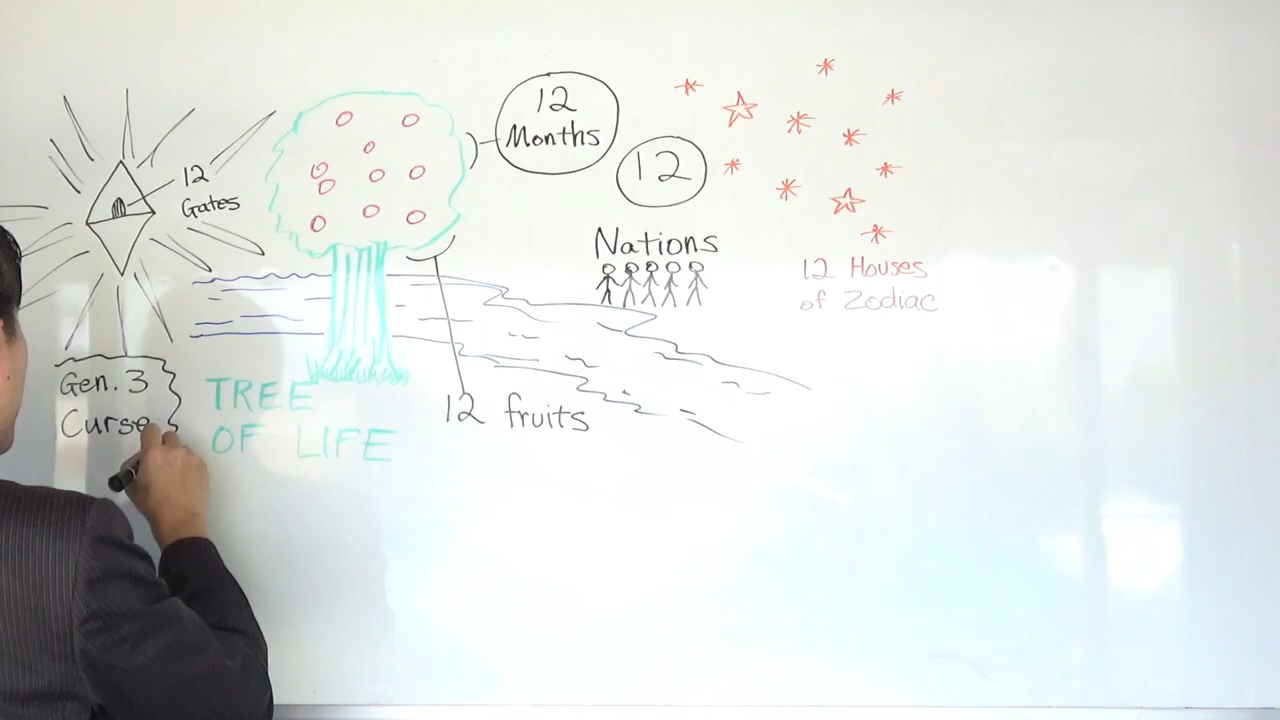 12
Months
12
12
Gates
Nations
12 Houses
of Zodiac
Gen. 3
Curse
TREE
OF LIFE
12 fruits